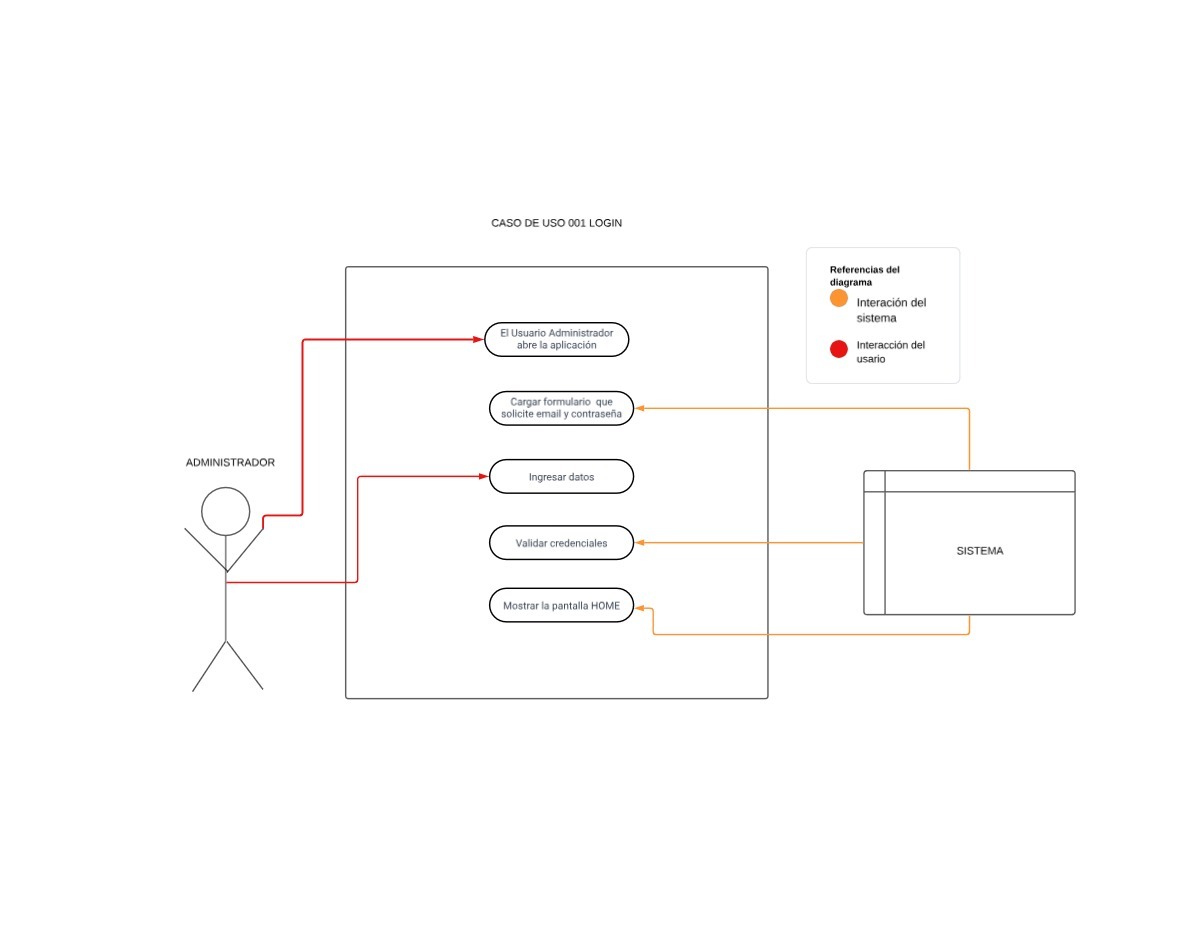 CASO DE USO 001 LOGIN
Referencias del
diagrama
Interación del
sistema
Interacción del
usario
El Usuario Administrador
abre la aplicación
Cargar formulario que
solicite email y contraseña
ADMINISTRADOR
Ingresar datos
Validar credenciales
SISTEMA
Mostrar la pantalla HOME